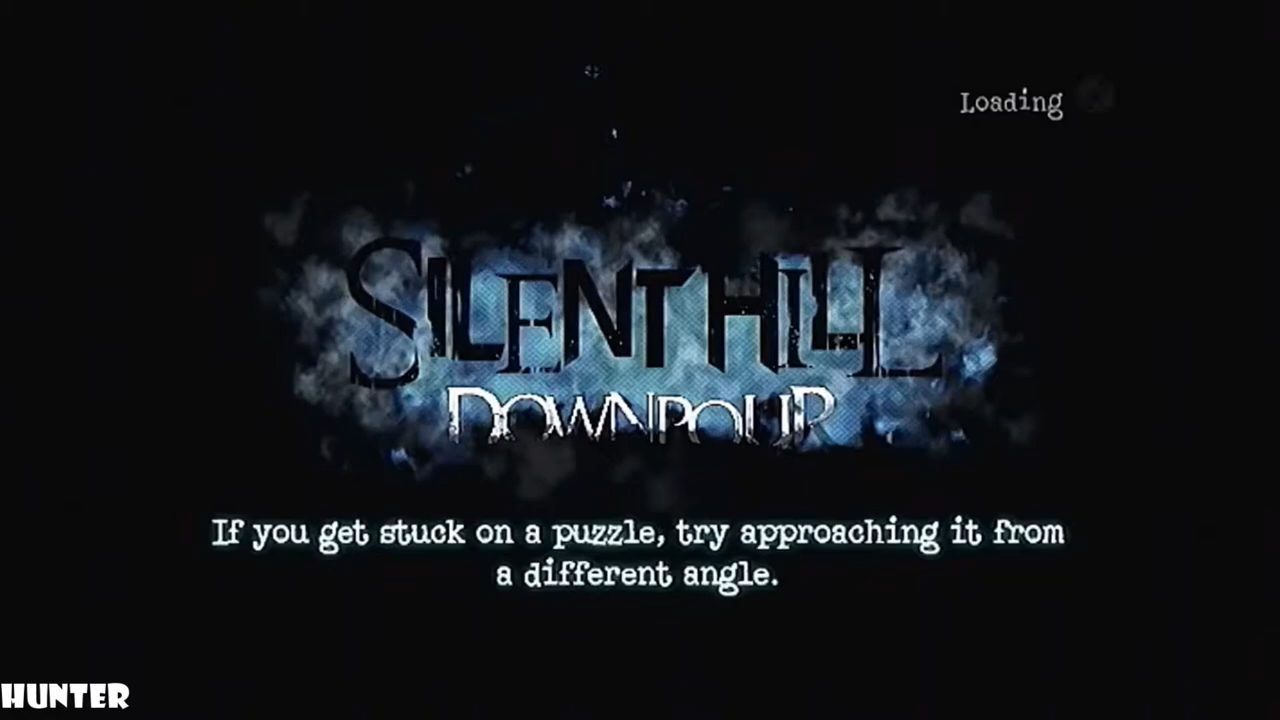 Loading
SILENT HILL
DOWNPOUR
If you get stuck on a puzzle, try approaching it from
a different angle.
HUNTER